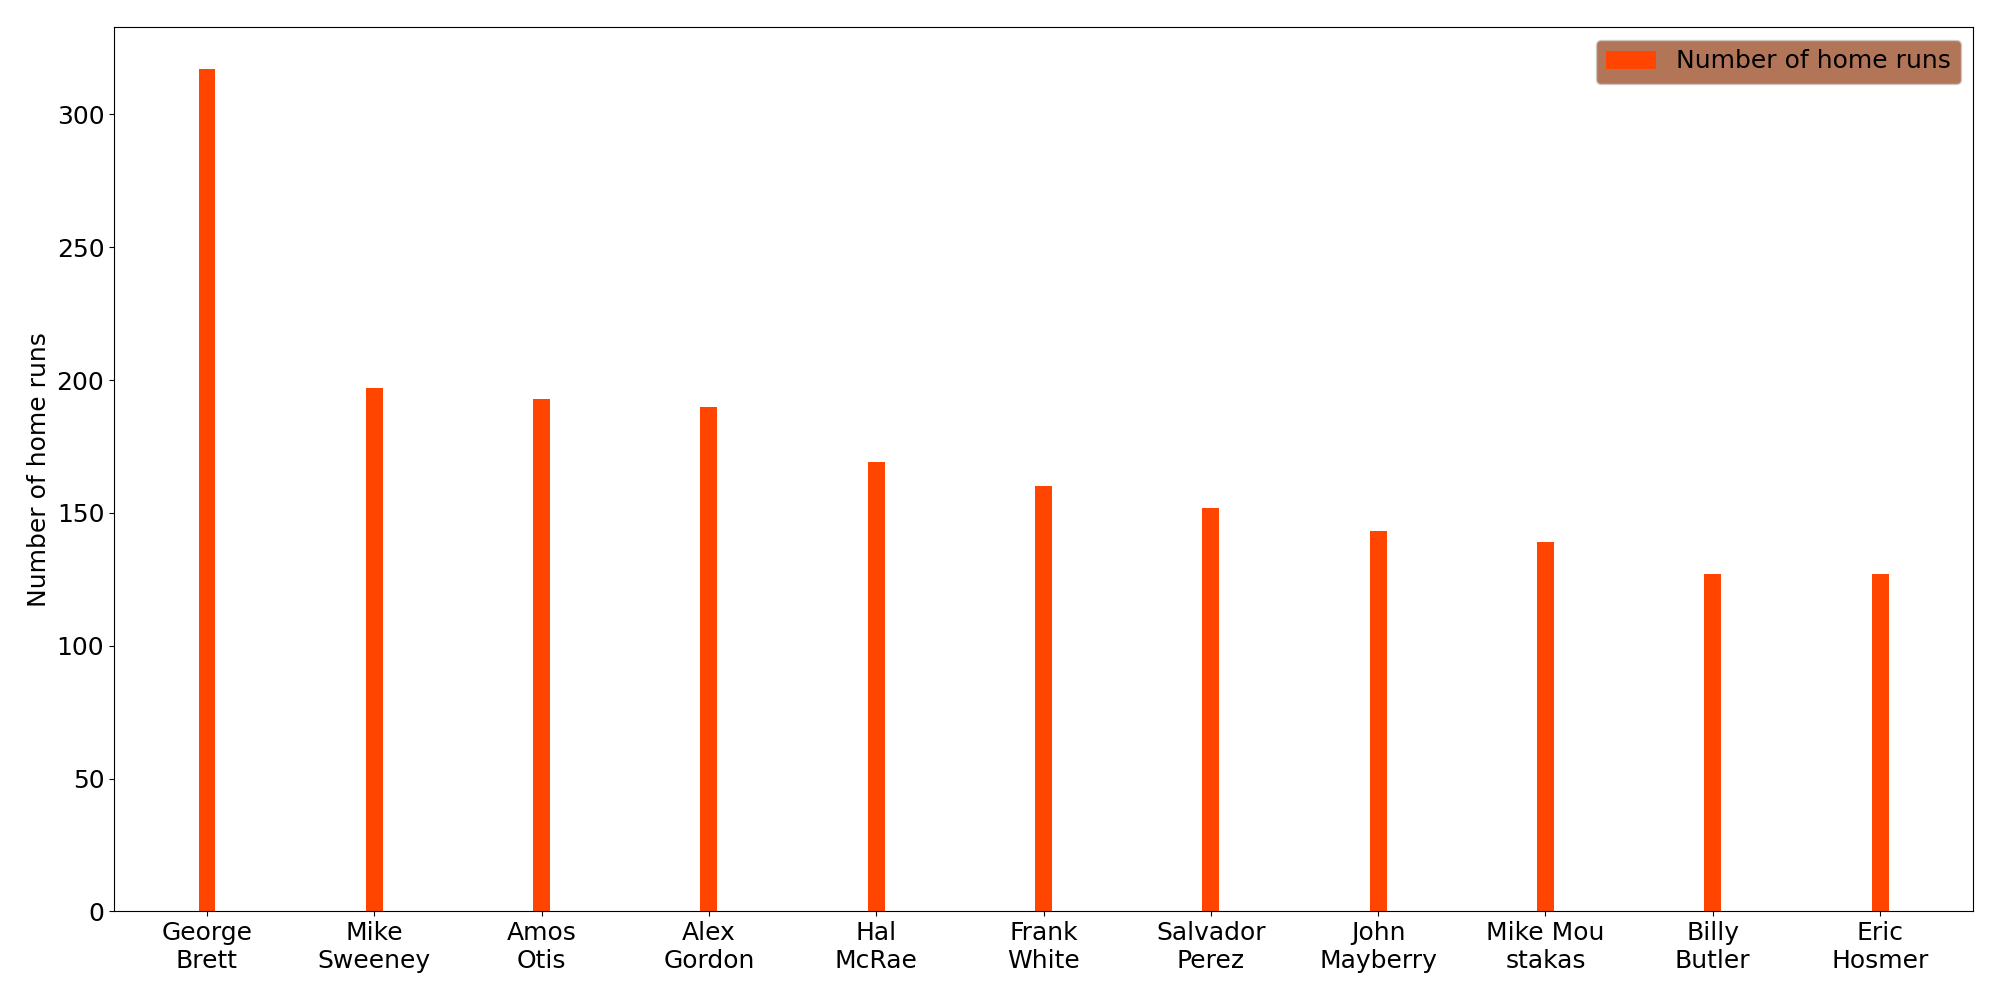 Number of home runs
Number of home runs
300
250
200
150
100
50
0
George
Brett
Mike
Sweeney
Amos
Otis
Alex
Gordon
Hal
McRae
Frank
White
Salvador
Perez
John
Mayberry
Mike Mou
stakas
Billy
Butler
Eric
Hosmer